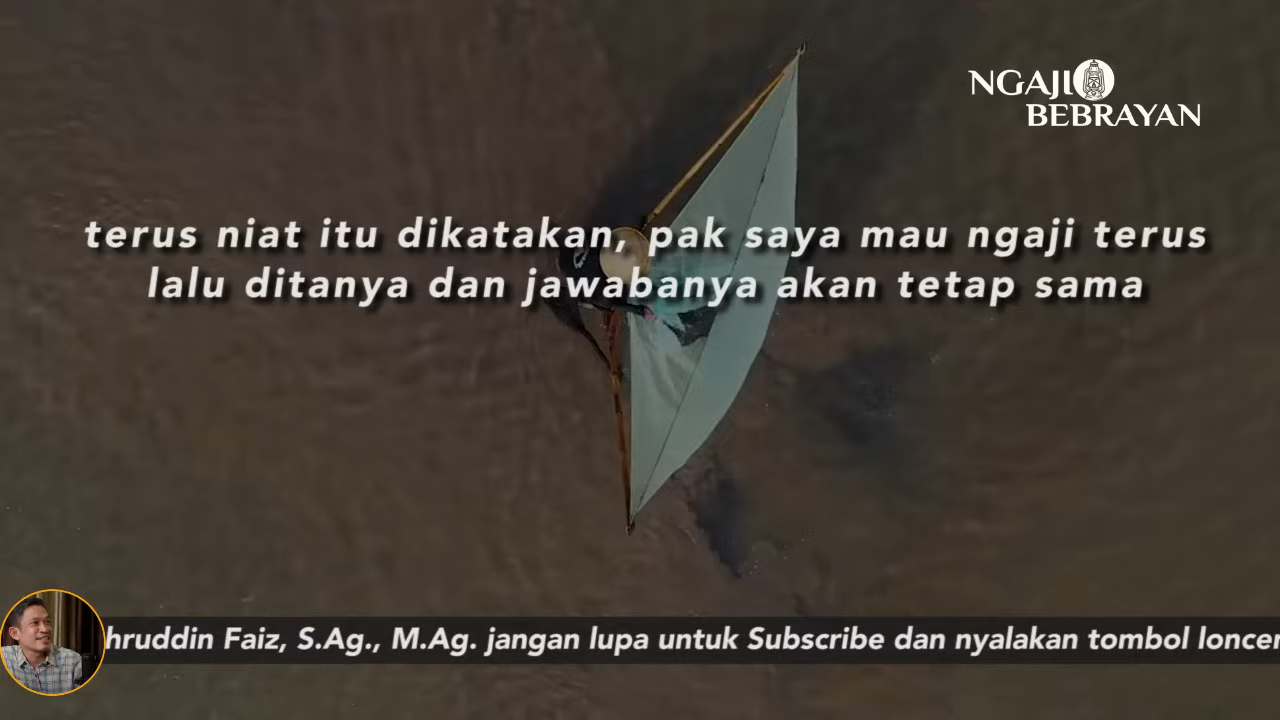 NGAJI
BEBRAYAN
terus niat itu dikatakan, pak saya mau ngaji terus
lalu ditanya dan jawabanya akan tetap sama
hruddin Faiz, S.Ag., M.Ag. jangan lupa untuk Subscribe dan nyalakan tombol loncen